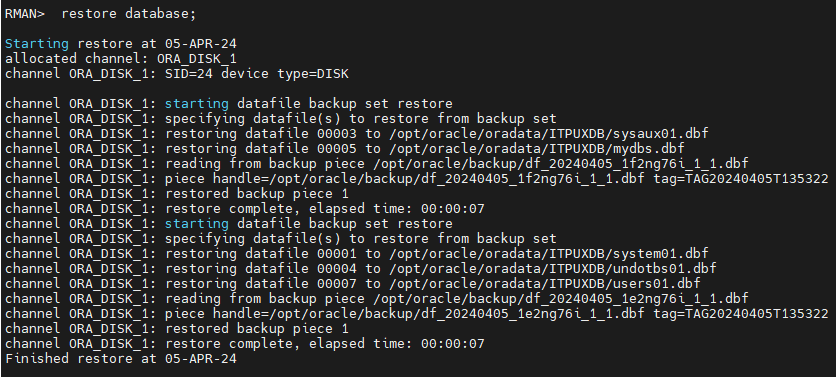 RMAN>  restore database;
Starting restore at 05-APR-24
allocated channel: ORA_DISK_1
channel ORA_DISK_1: SID=24 device type=DISK
channel ORA_DISK_1: starting datafile backup set restore
channel ORA_DISK_1: specifying datafile(s) to restore from backup set
channel ORA_DISK_1: restoring datafile 00003 to /opt/oracle/oradata/ITPUXDB/sysaux01.dbf
channel ORA_DISK_1: restoring datafile 00005 to /opt/oracle/oradata/ITPUXDB/mydbs.dbf
channel ORA_DISK_1: reading from backup piece /opt/oracle/backup/df_20240405_1f2ng76i_1_1.dbf
channel ORA_DISK_1: piece handle=/opt/oracle/backup/df_20240405_1f2ng76i_1_1.dbf tag=TAG20240405T135322
channel ORA_DISK_1: restored backup piece 1
channel ORA_DISK_1: restore complete, elapsed time: 00:00:07
channel ORA_DISK_1: starting datafile backup set restore
channel ORA_DISK_1: specifying datafile(s) to restore from backup set
channel ORA_DISK_1: restoring datafile 00001 to /opt/oracle/oradata/ITPUXDB/system01.dbf
channel ORA_DISK_1: restoring datafile 00004 to /opt/oracle/oradata/ITPUXDB/undotbs01.dbf
channel ORA_DISK_1: restoring datafile 00007 to /opt/oracle/oradata/ITPUXDB/users01.dbf
channel ORA_DISK_1: reading from backup piece /opt/oracle/backup/df_20240405_1e2ng76i_1_1.dbf
channel ORA_DISK_1: piece handle=/opt/oracle/backup/df_20240405_1e2ng76i_1_1.dbf tag=TAG20240405T135322
channel ORA_DISK_1: restored backup piece 1
channel ORA_DISK_1: restore complete, elapsed time: 00:00:07
Finished restore at 05-APR-24